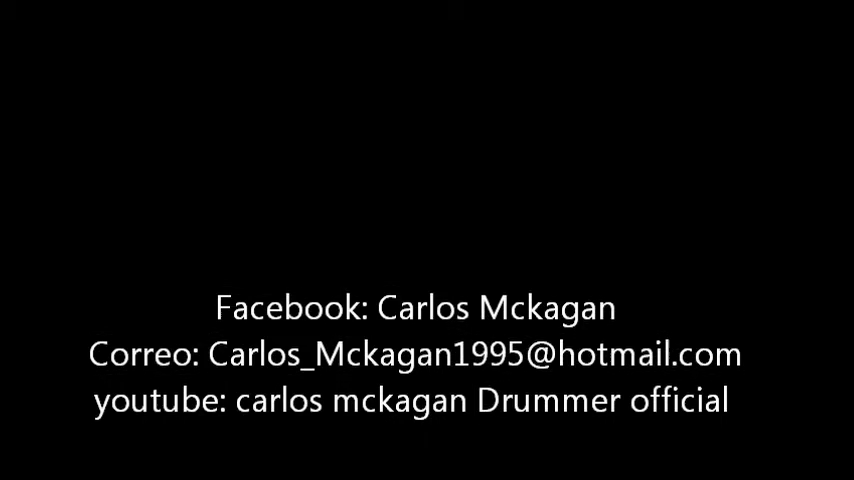 Facebook: Carlos Mckagan
Correo: Carlos_Mckagan1995@hotmail.com
youtube: carlos mckagan Drummer official